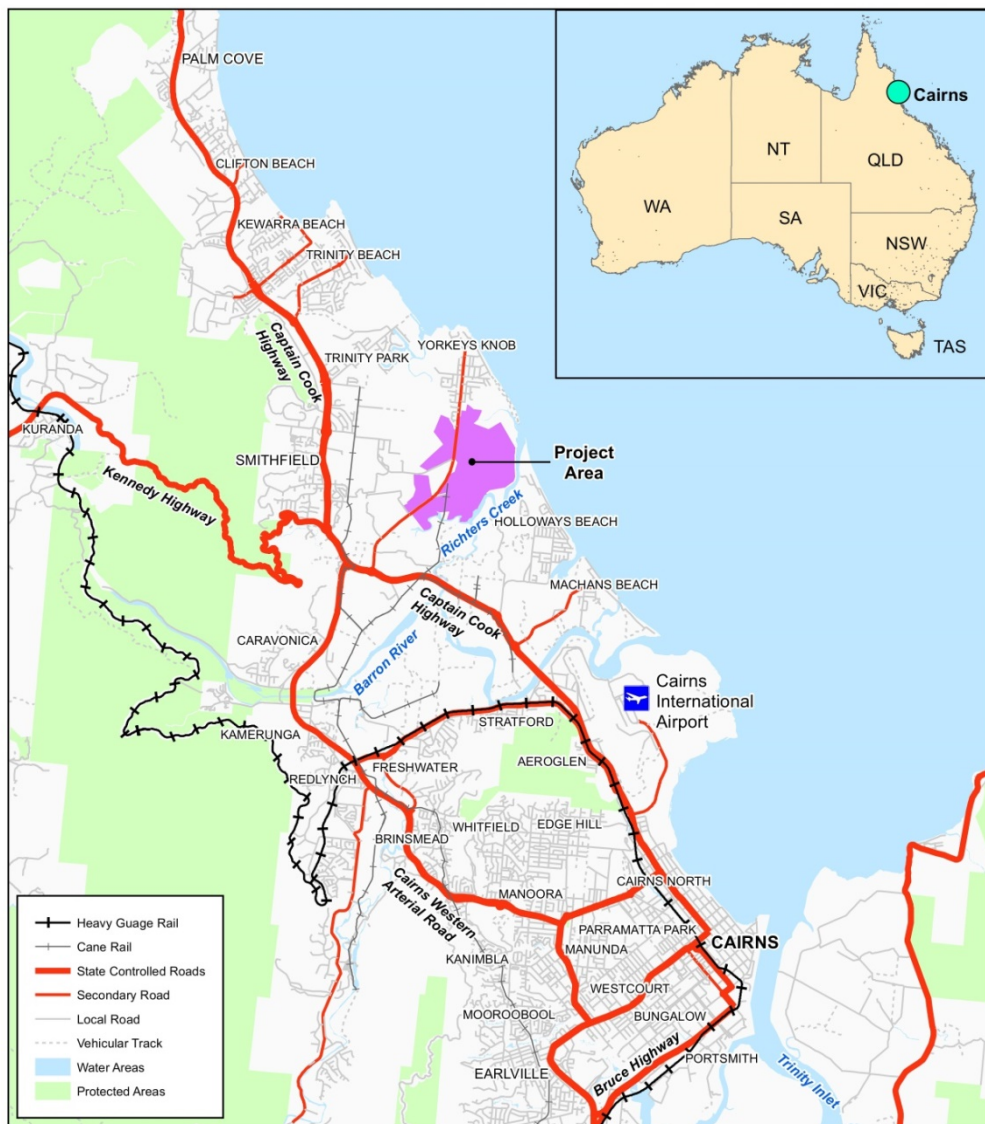 PALM COVE
CLIFTON BEACH
KEWARRA BEACH
TRINITY BEACH
Captain Cook
Highway
TRINITY PARK
YORKEYS KNOB
KURANDA
SMITHFIELD
Project
Area
Kennedy Highway
Richters Creek
HOLLOWAYS BEACH
MACHANS BEACH
Captain Cook
Highway
CARAVONICA
Barron River
Cairns
International
Airport
STRATFORD
KAMERUNGA
AEROGLEN
FRESHWATER
REDLYNCH
WHITFIELD
EDGE HILL
BRINSMEAD
CAIRNS NORTH
MANOORA
Cairns Western
Arterial Road
PARRAMATTA PARK
CAIRNS
MANUNDA
KANIMBLA
WESTCOURT
MOOROOBOOL
BUNGALOW
EARLVILLE
Bruce Highway
PORTSMITH
Trinity Inlet
Cairns
NT
QLD
WA
SA
NSW
VIC
TAS
Heavy Guage Rail
Cane Rail
State Controlled Roads
Secondary Road
Local Road
Vehicular Track
Water Areas
Protected Areas